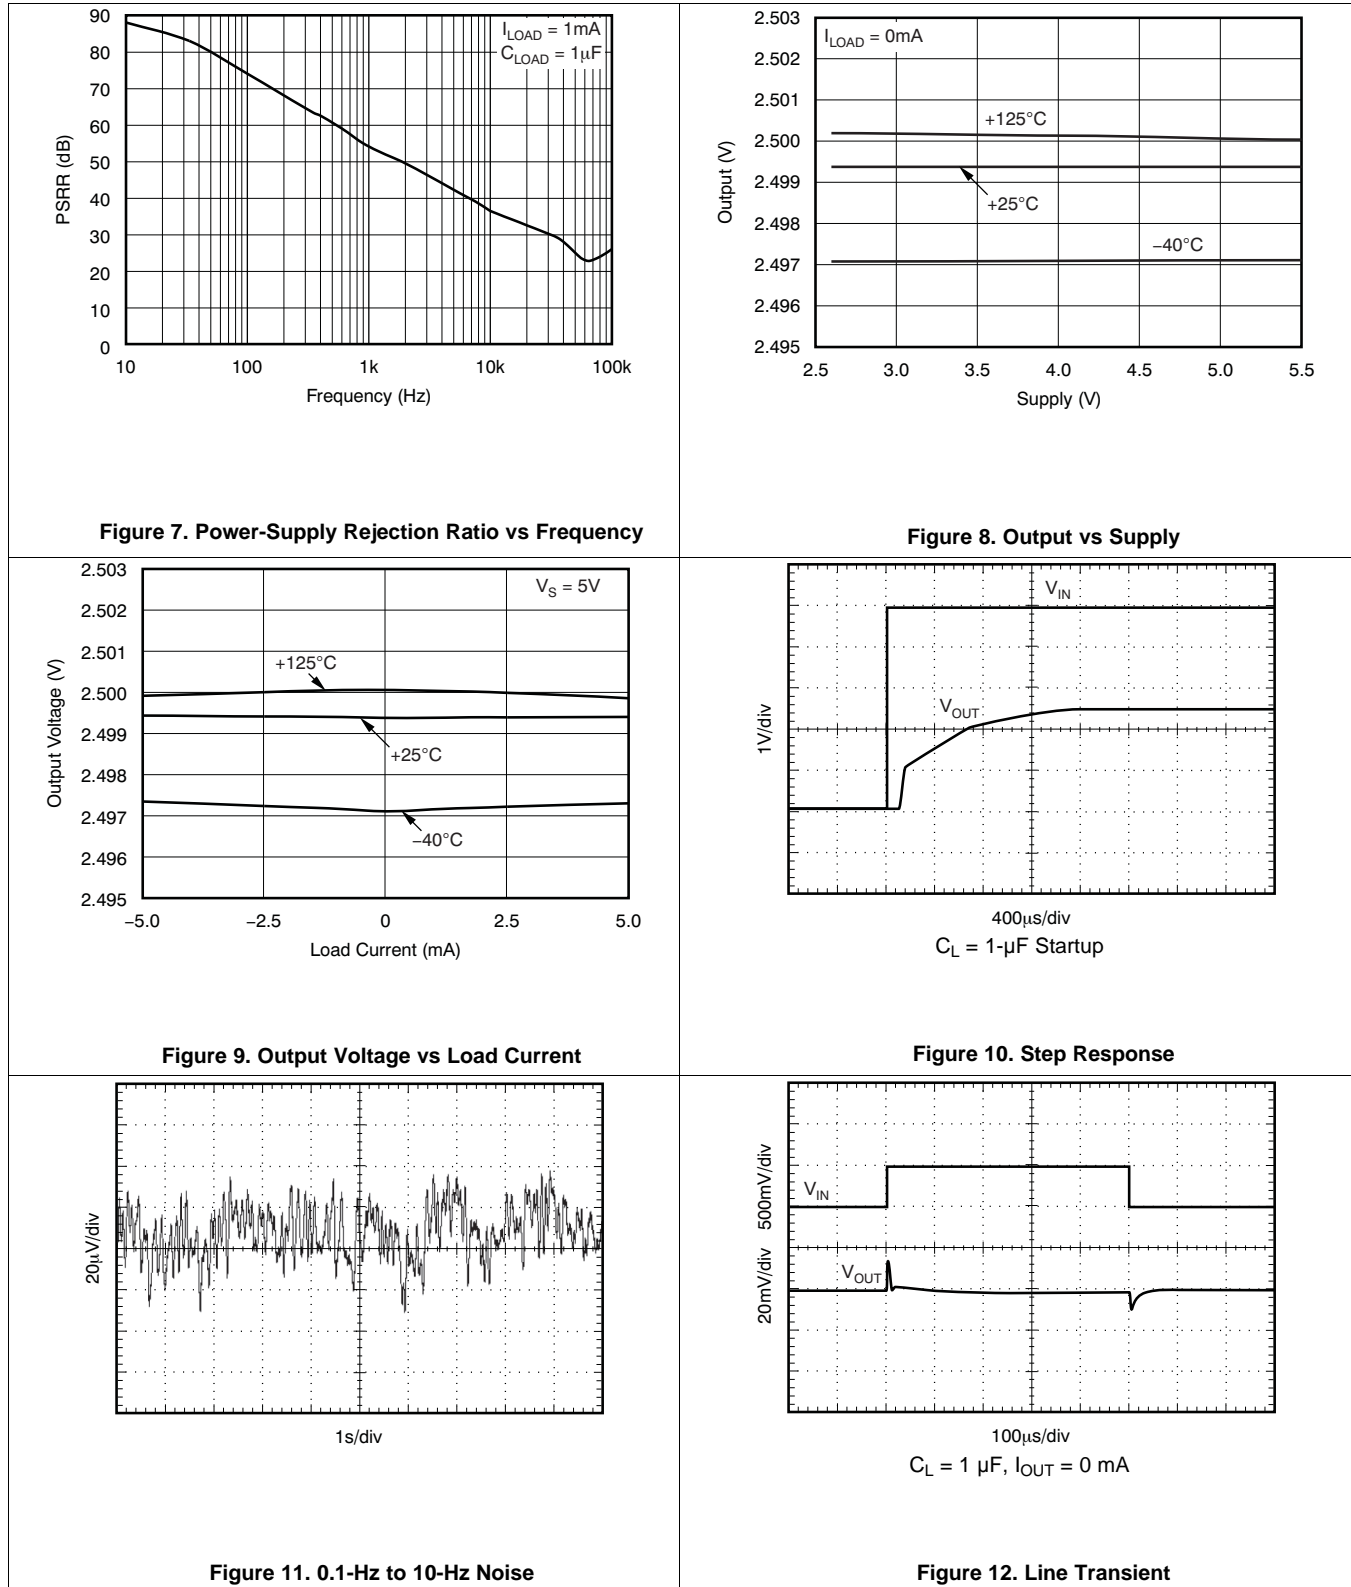 90
80
70
60
50
40
30
20
10
0
PSRR (dB)
I_LOAD = 1mA
C_LOAD = 1μF
10 100 1k 10k 100k
Frequency (Hz)
Figure 7. Power-Supply Rejection Ratio vs Frequency
2.503
2.502
2.501
2.500
2.499
2.498
2.497
2.496
2.495
Output (V)
I_LOAD = 0mA
+125°C
+25°C
−40°C
2.5 3.0 3.5 4.0 4.5 5.0 5.5
Supply (V)
Figure 8. Output vs Supply
2.503
2.502
2.501
2.500
2.499
2.498
2.497
2.496
2.495
Output Voltage (V)
V_S = 5V
+125°C
+25°C
−40°C
−5.0 −2.5 0 2.5 5.0
Load Current (mA)
Figure 9. Output Voltage vs Load Current
1V/div
V_IN
V_OUT
400μs/div
C_L = 1-μF Startup
Figure 10. Step Response
20μV/div
1s/div
Figure 11. 0.1-Hz to 10-Hz Noise
500mV/div
20mV/div
V_IN
V_OUT
100μs/div
C_L = 1 μF, I_OUT = 0 mA
Figure 12. Line Transient